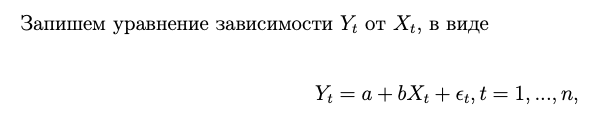 Запишем уравнение зависимости Y_t от X_t, в виде
Y_t = a + bX_t + ϵ_t, t = 1, ..., n,